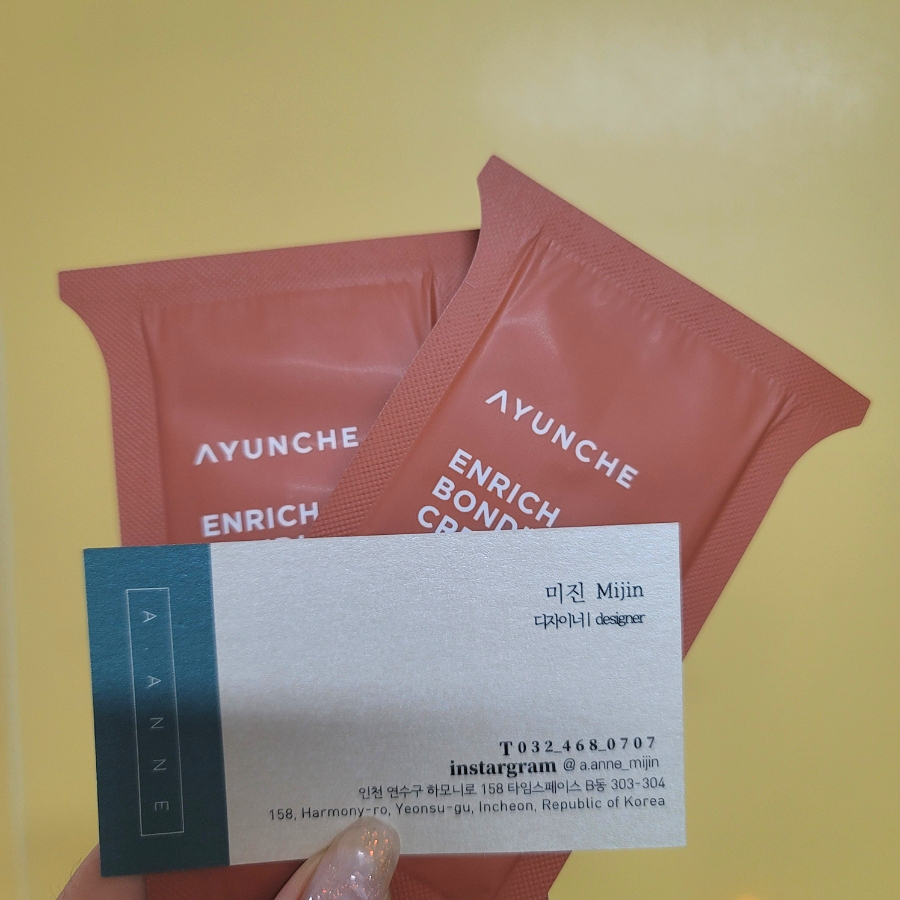 AYUNCHE
ENRICH
AYUNCHE
ENRICH
A.ANNE
미진 Mijin
디자이너| designer
T 032_468_0707
instargram @ a.anne_mijin
인천 연수구 하모니로 158 타임스페이스 B동 303-304
158, Harmony-ro, Yeonsu-gu, Incheon, Republic of Korea